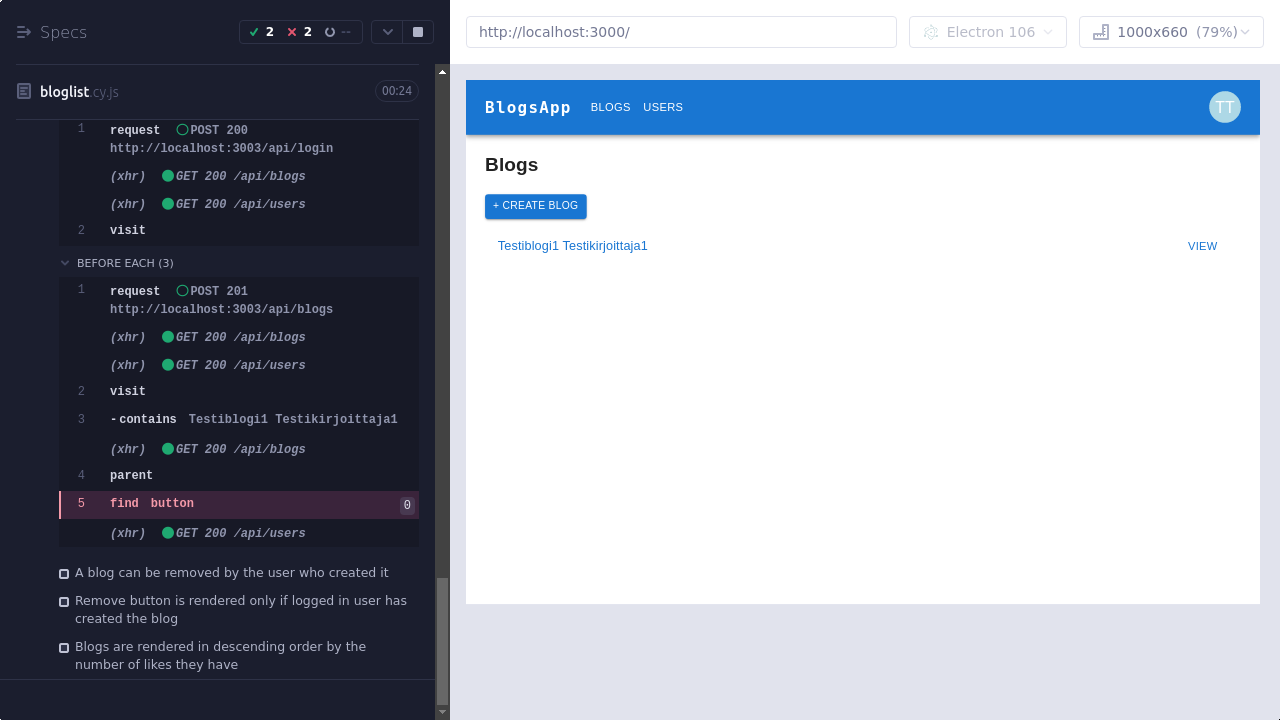 Specs
2
2
--
http://localhost:3000/
Electron 106
1000x660 (79%)
bloglist.cy.js
00:24
1 request POST 200
http://localhost:3003/api/login
(xhr) GET 200 /api/blogs
(xhr) GET 200 /api/users
2 visit
BEFORE EACH (3)
1 request POST 201
http://localhost:3003/api/blogs
(xhr) GET 200 /api/blogs
(xhr) GET 200 /api/users
2 visit
3 -contains Testiblogi1 Testikirjoittaja1
(xhr) GET 200 /api/blogs
4 parent
5 find button 0
(xhr) GET 200 /api/users
A blog can be removed by the user who created it
Remove button is rendered only if logged in user has
created the blog
Blogs are rendered in descending order by the
number of likes they have
BlogsApp BLOGS USERS TT
Blogs
+ CREATE BLOG
Testiblogi1 Testikirjoittaja1 VIEW